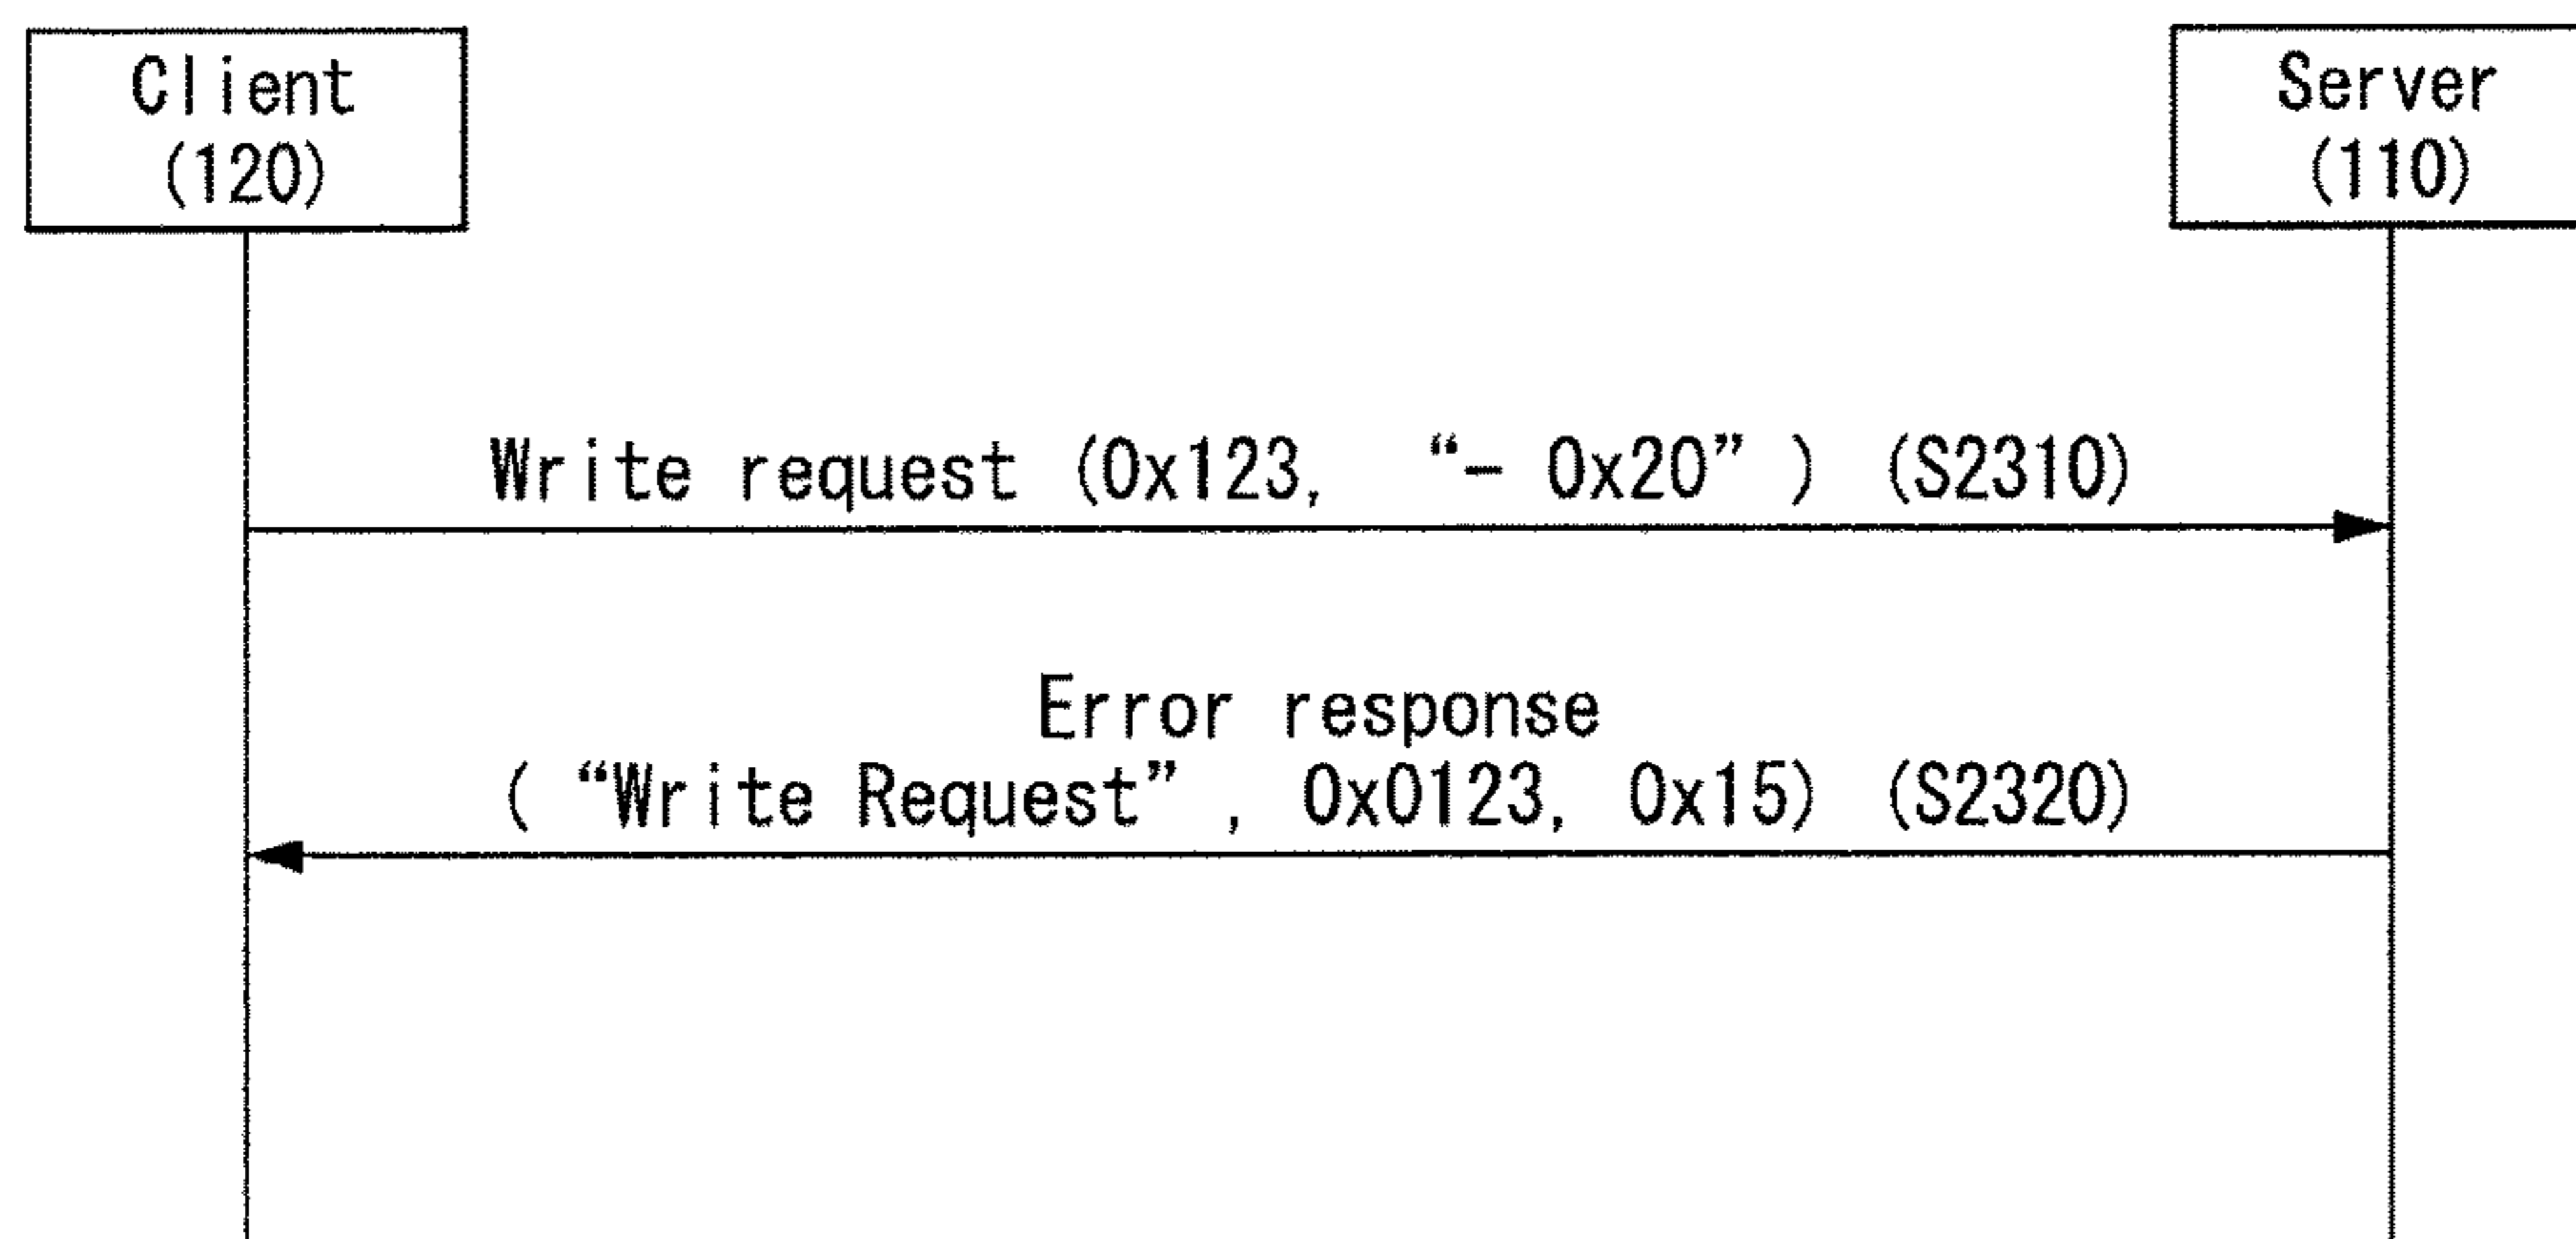 Client
(120)
Server
(110)
Write request (0x123, “- 0x20” ) (S2310)
Error response
( “Write Request” , 0x0123, 0x15) (S2320)